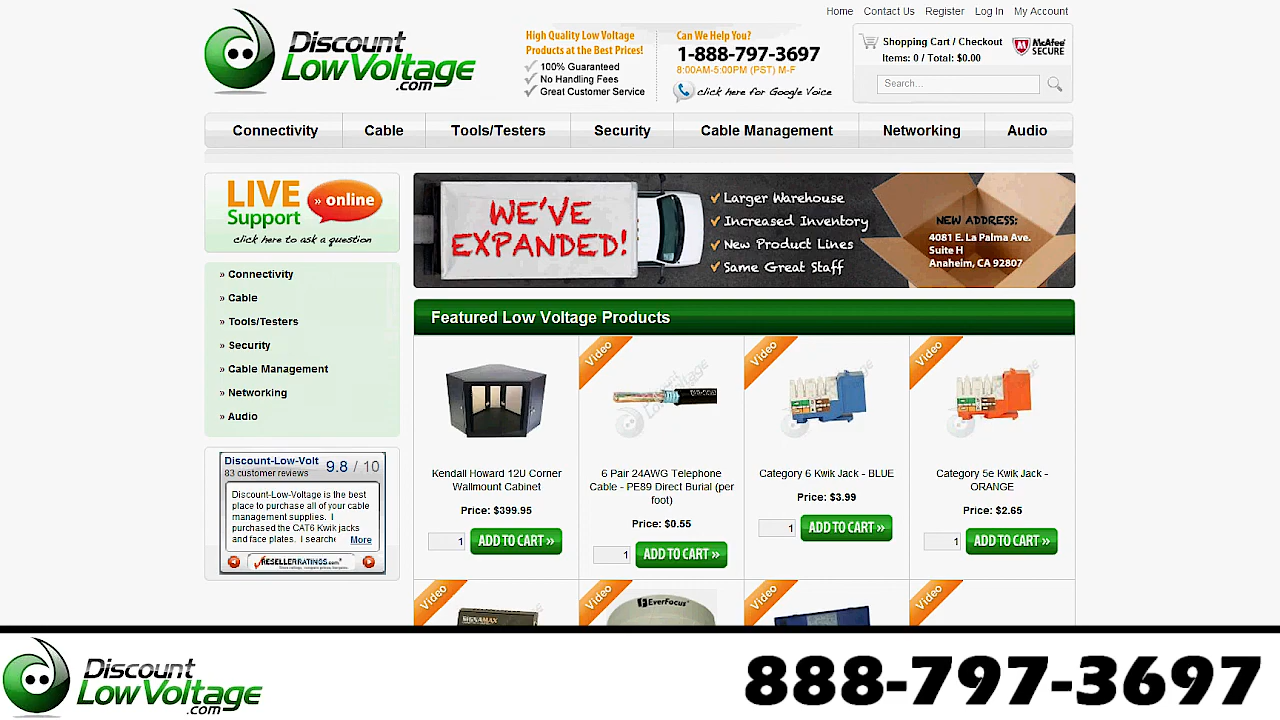 Home Contact Us Register Log In My Account
Discount
LowVoltage
.com
High Quality Low Voltage
Products at the Best Prices!
100% Guaranteed
No Handling Fees
Great Customer Service
Can We Help You?
1-888-797-3697
8:00AM-5:00PM (PST) M-F
click here for Google Voice
Shopping Cart / Checkout
Items: 0 / Total: $0.00
McAfee
SECURE
Search...
Connectivity Cable Tools/Testers Security Cable Management Networking Audio
LIVE
Support
» online
click here to ask a question
» Connectivity
» Cable
» Tools/Testers
» Security
» Cable Management
» Networking
» Audio
Discount-Low-Volt 9.8 / 10
83 customer reviews
Discount-Low-Voltage is the best
place to purchase all of your cable
management supplies. I
purchased the CAT6 Kwik jacks
and face plates. I searche More
RESELLERRATINGS.com
WE'VE
EXPANDED!
Larger Warehouse
Increased Inventory
New Product Lines
Same Great Staff
NEW ADDRESS:
4081 E. La Palma Ave.
Suite H
Anaheim, CA 92807
Featured Low Voltage Products
Video Video Video
Kendall Howard 12U Corner
Wallmount Cabinet
Price: $399.95
1 ADD TO CART »
6 Pair 24AWG Telephone
Cable - PE89 Direct Burial (per
foot)
Price: $0.55
1 ADD TO CART »
Category 6 Kwik Jack - BLUE
Price: $3.99
1 ADD TO CART »
Category 5e Kwik Jack -
ORANGE
Price: $2.65
1 ADD TO CART »
Video Video Video Video
SIGNAMAX
EverFocus
Discount
LowVoltage
.com
888-797-3697